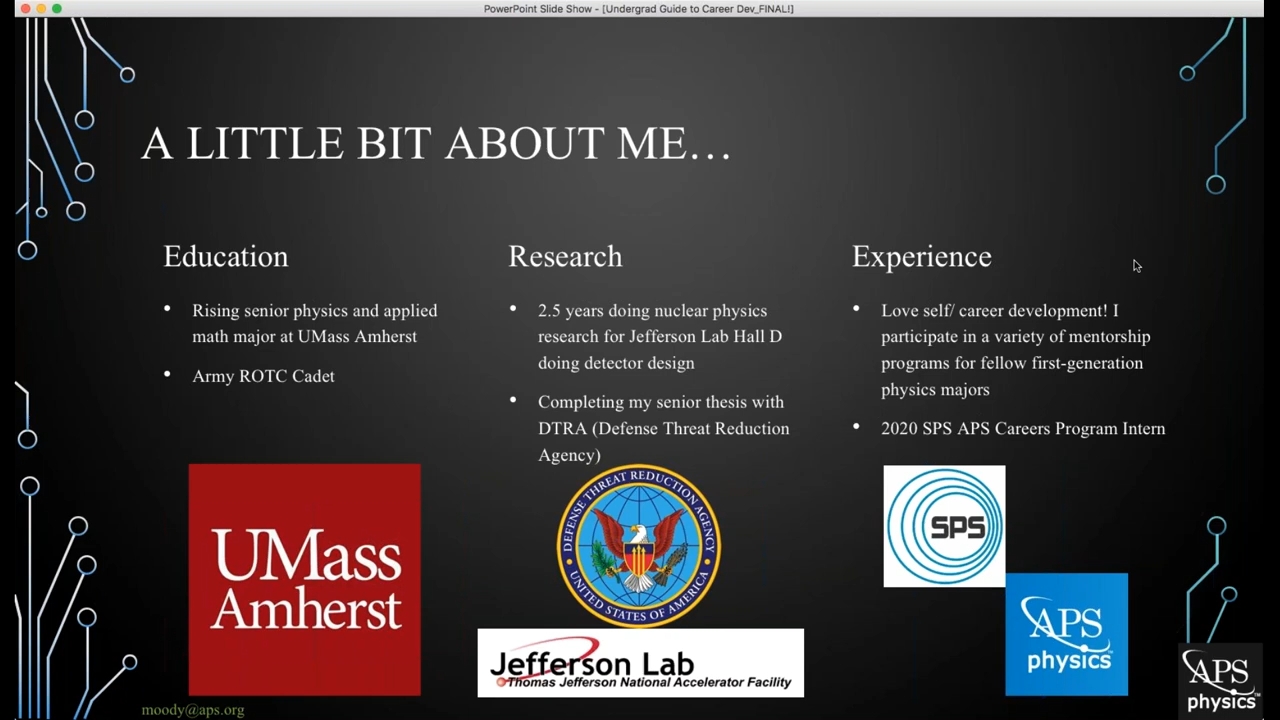 PowerPoint Slide Show - [Undergrad Guide to Career Dev_FINAL!]
A LITTLE BIT ABOUT ME…
Education
• Rising senior physics and applied
math major at UMass Amherst
• Army ROTC Cadet
UMass
Amherst
Research
• 2.5 years doing nuclear physics
research for Jefferson Lab Hall D
doing detector design
• Completing my senior thesis with
DTRA (Defense Threat Reduction
Agency)
DEFENSE THREAT REDUCTION AGENCY
UNITED STATES OF AMERICA
Jefferson Lab
Thomas Jefferson National Accelerator Facility
Experience
• Love self/ career development! I
participate in a variety of mentorship
programs for fellow first-generation
physics majors
• 2020 SPS APS Careers Program Intern
SPS
APS
physics™
APS
physics™
moody@aps.org